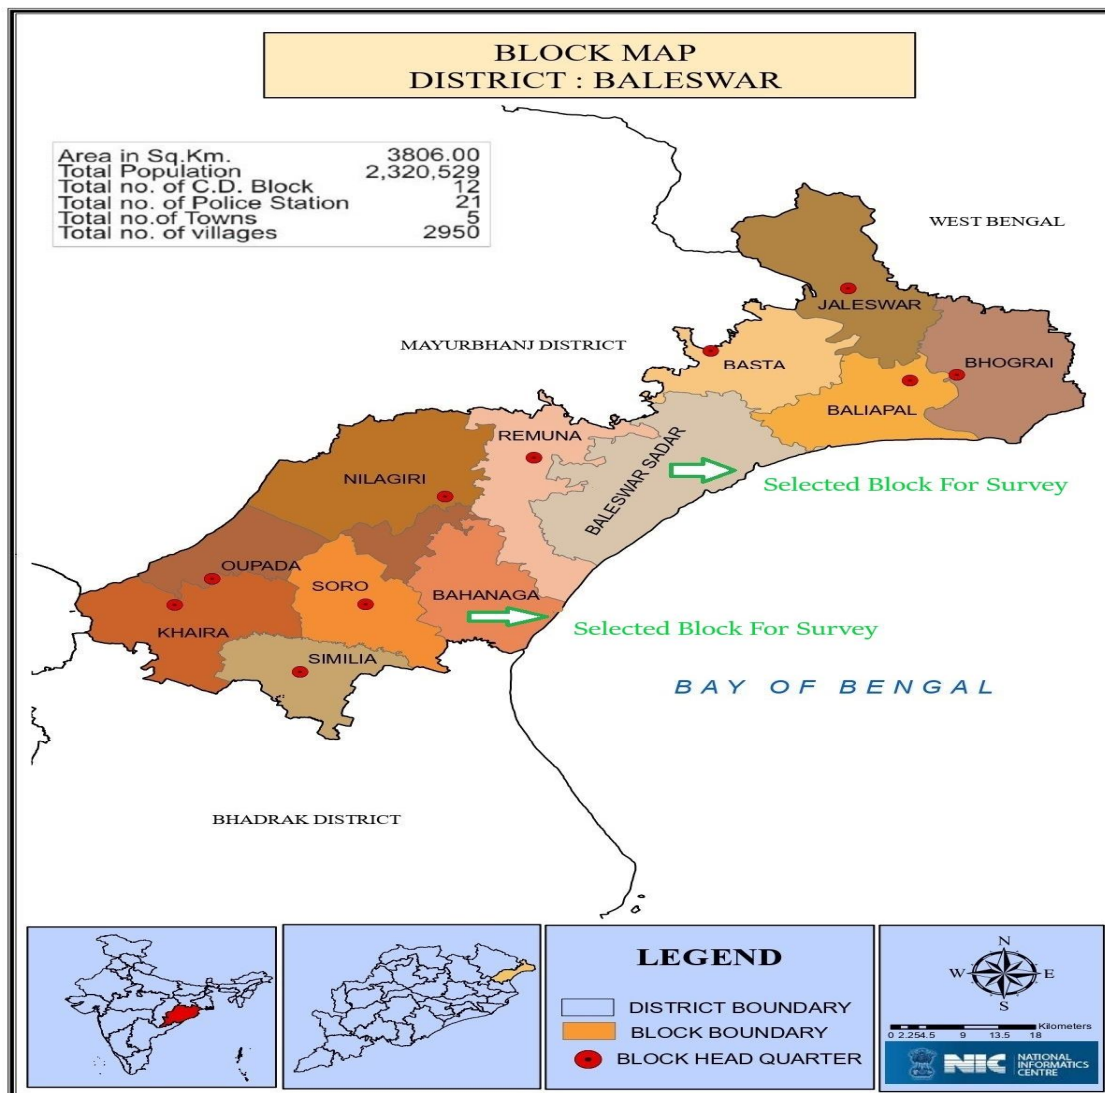 BLOCK MAP
DISTRICT : BALESWAR
Area in Sq.Km. 3806.00
Total Population 2,320,529
Total no. of C.D. Block 12
Total no. of Police Station 21
Total no.of Towns 5
Total no. of villages 2950
WEST BENGAL
JALESWAR
MAYURBHANJ DISTRICT
BASTA
BHOGRAI
BALIAPAL
REMUNA
BALESWAR SADAR
NILAGIRI
Selected Block For Survey
OUPADA
SORO
BAHANAGA
KHAIRA
Selected Block For Survey
SIMILIA
BAY OF BENGAL
BHADRAK DISTRICT
LEGEND
DISTRICT BOUNDARY
BLOCK BOUNDARY
BLOCK HEAD QUARTER
N
W E
S
Kilometers
0 2.25 4.5 9 13.5 18
NIC NATIONAL
INFORMATICS
CENTRE